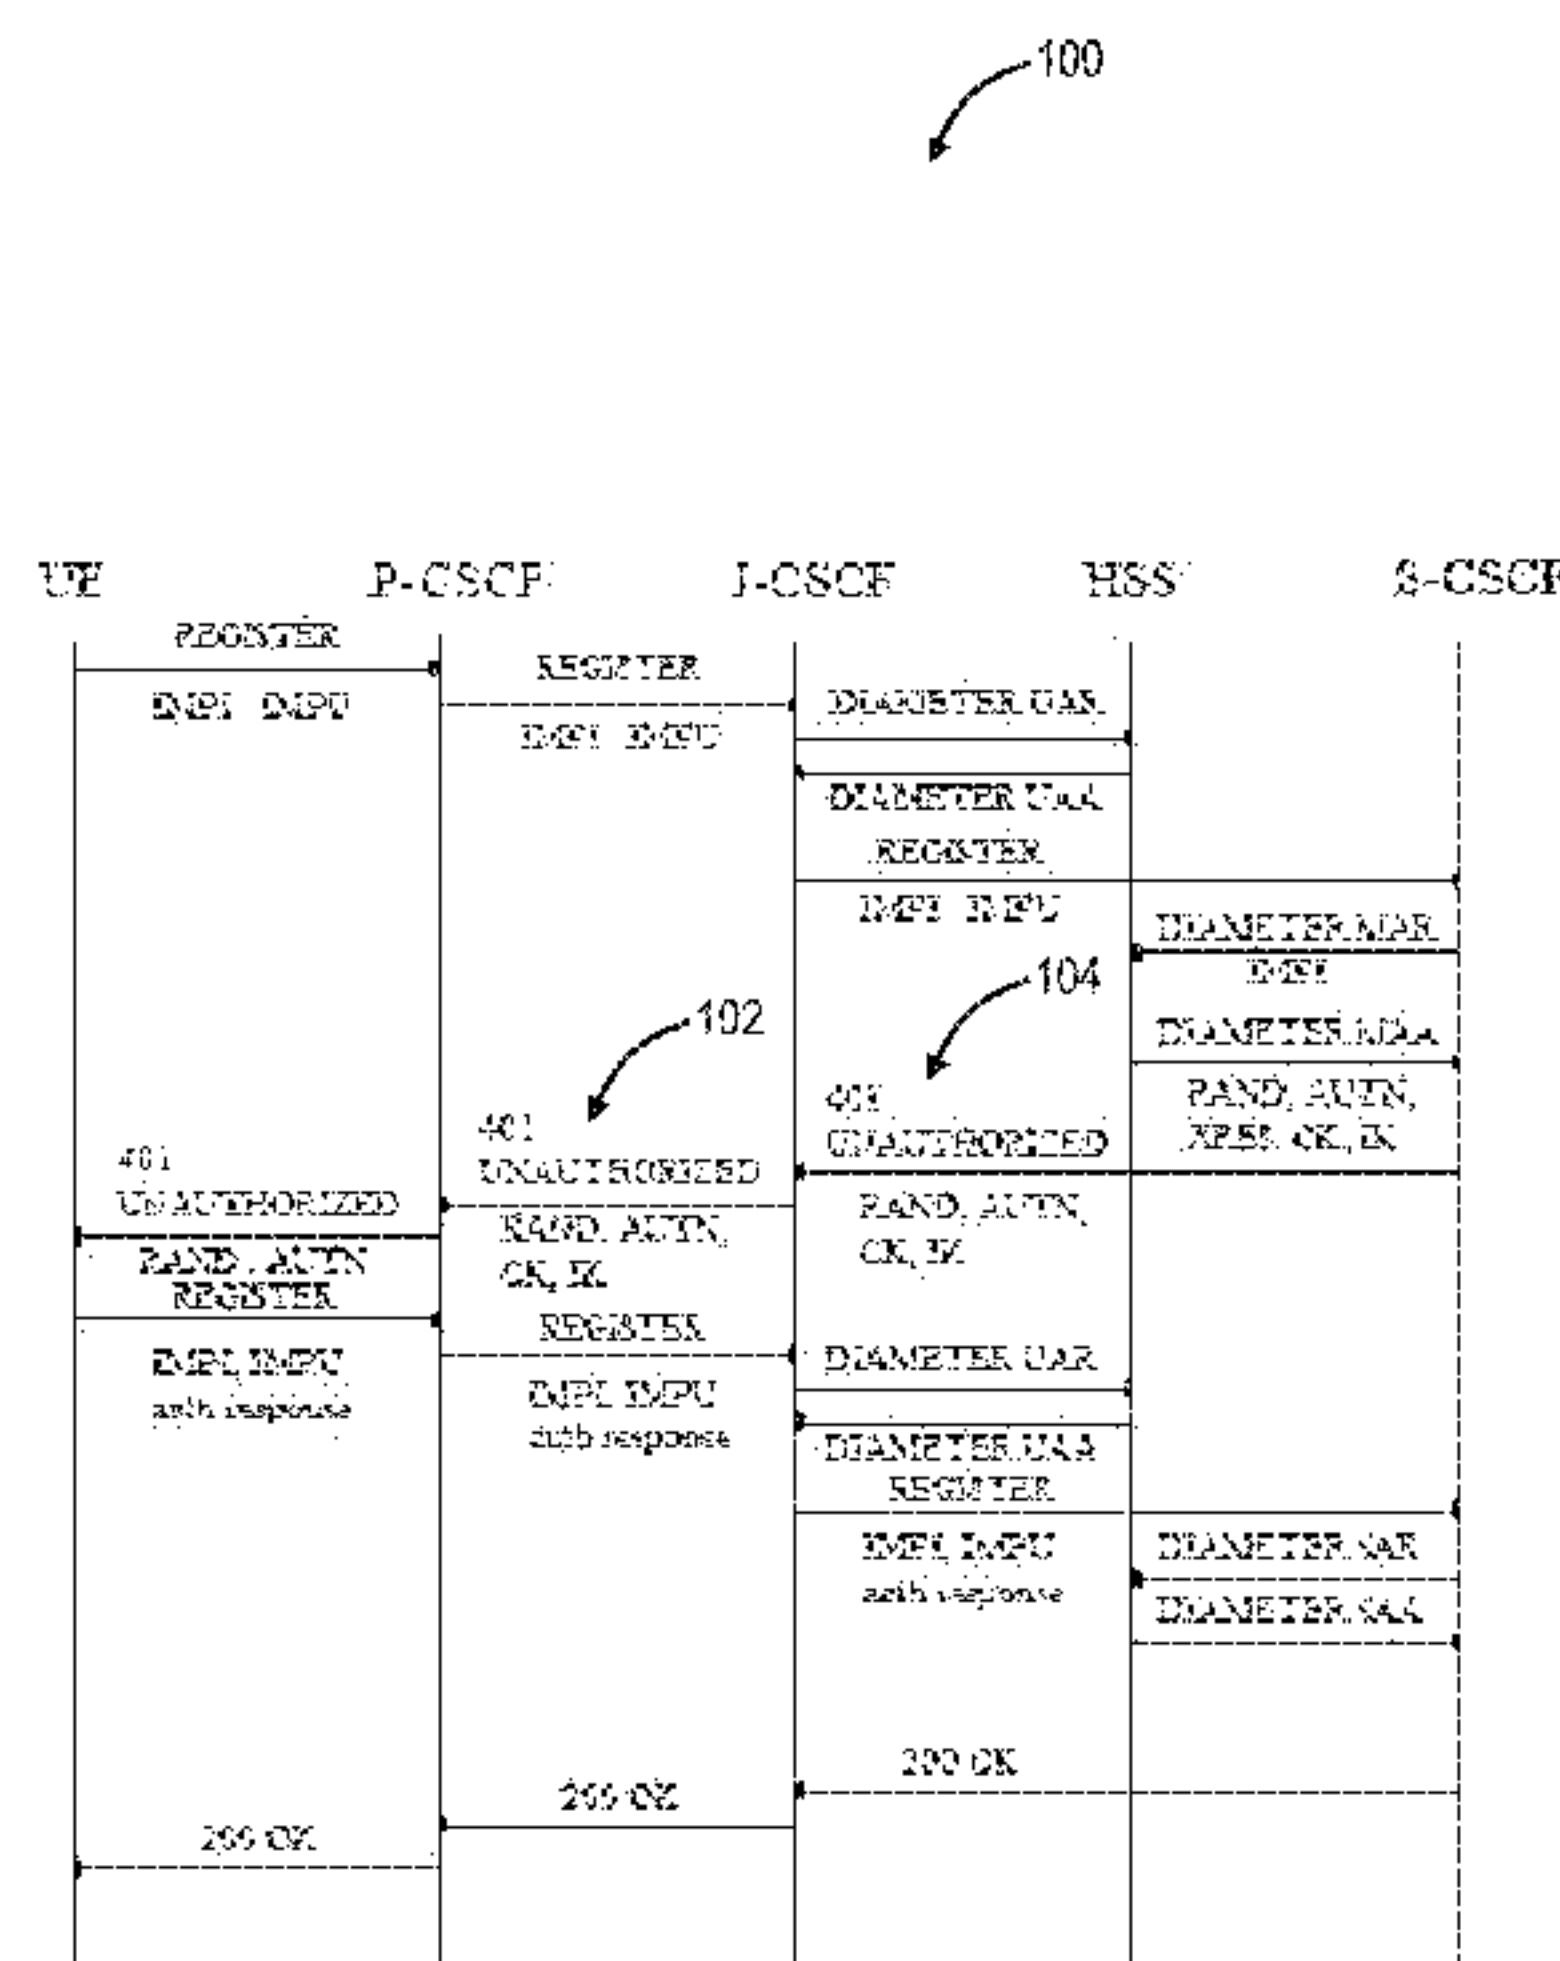 100
UE P-CSCF I-CSCF HSS S-CSCF
REGISTER
IMPI IMPU
REGISTER
IMPI IMPU
DIAMETER UAR
DIAMETER UAA
REGISTER
IMPI IMPU
DIAMETER MAR
IMPI
DIAMETER MAA
RAND, AUTN,
XRES, CK, IK
104
401
UNAUTHORIZED
RAND, AUTN,
CK, IK
102
401
UNAUTHORIZED
RAND, AUTN,
CK, IK
401
UNAUTHORIZED
RAND, AUTN
REGISTER
IMPI, IMPU
auth response
REGISTER
IMPI, IMPU
auth response
DIAMETER UAR
DIAMETER UAA
REGISTER
IMPI, IMPU
auth response
DIAMETER SAR
DIAMETER SAA
200 OK
200 OK
200 OK